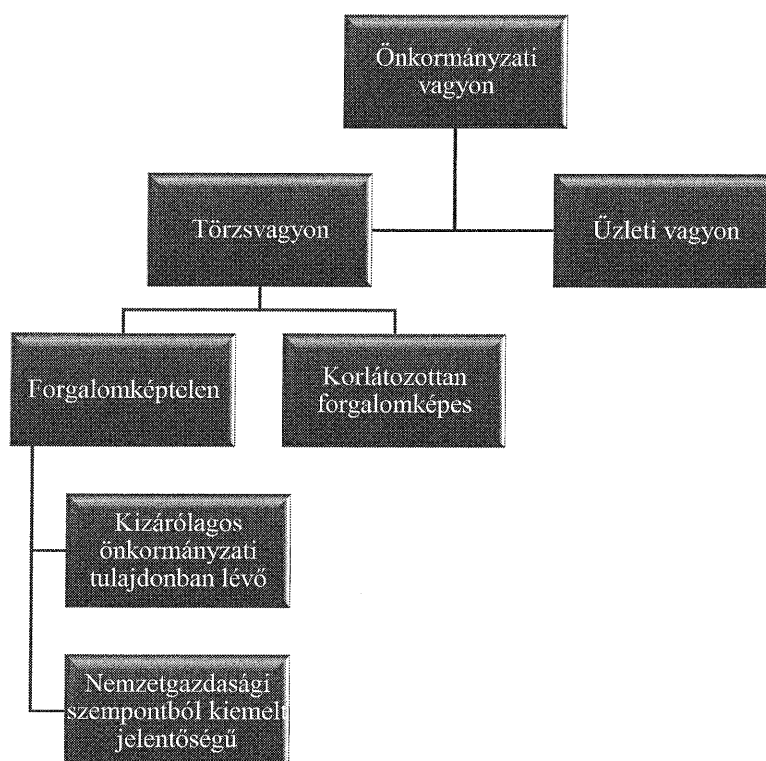 Önkormányzati
vagyon
Törzsvagyon
Üzleti vagyon
Forgalomképtelen
Korlátozottan
forgalomképes
Kizárólagos
önkormányzati
tulajdonban lévő
Nemzetgazdasági
szempontból kiemelt
jelentőségű